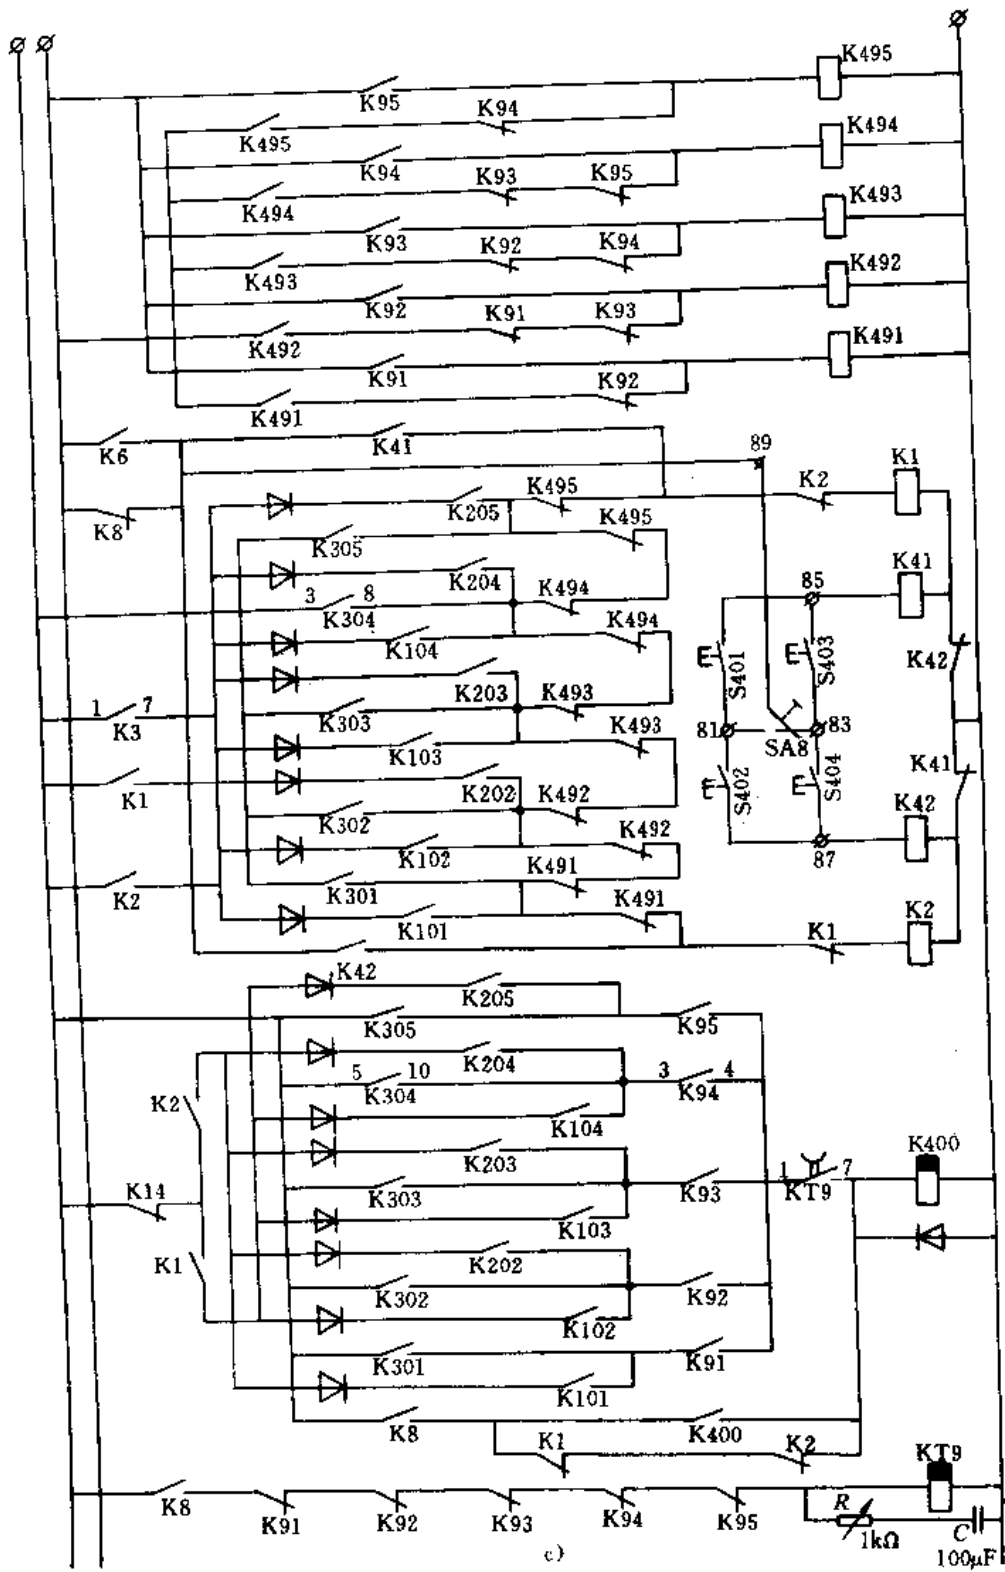 K495
K95
K94
K495
K494
K94
K93 K95
K494
K493
K93
K92 K94
K493
K492
K92
K91 K93
K492
K491
K91
K92
K491
K6
K41
89
K495
K2
K1
K8
K205
K495
K305
K204
K41
85
3 8
K304
K494
K104
K494
S401
S403
K42
K203
1 7
K3
K303
K493
81
83
SA8
K103
K493
K1
K202
K492
S402
S404
K41
K302
K42
K102
K492
87
K2
K301
K491
K101
K491
K1
K2
K42
K205
K305
K95
K204
5 10
K304
3 4
K94
K2
K104
K203
K400
K14
K303
K93
1 7
KT9
K103
K1
K202
K302
K92
K102
K301
K91
K101
K8
K400
K1
K2
KT9
K8
K91
K92
K93
K94
K95
R
1kΩ
C
100μF
c)